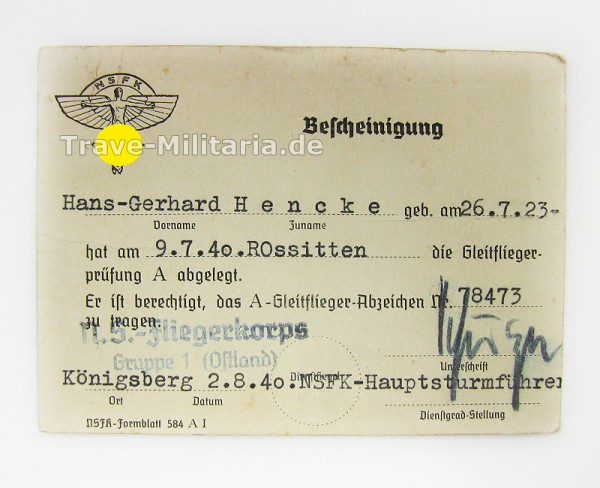 NSFK
Bescheinigung
Trave-Militaria.de
Hans-Gerhard Hencke geb. am 26.7.23-
Vorname Zuname
hat am 9.7.4o.ROssitten die Gleitflieger-
prüfung A abgelegt.
Er ist berechtigt, das A-Gleitflieger-Abzeichen Nr. 78473
zu tragen.
N.S.-Fliegerkorps
Gruppe 1 (Ostland)
Dienstsiegel
Unterschrift
Königsberg 2.8.4o.NSFK-Hauptsturmführer
Ort Datum Dienstgrad-Stellung
NSFK-Formblatt 584 A I